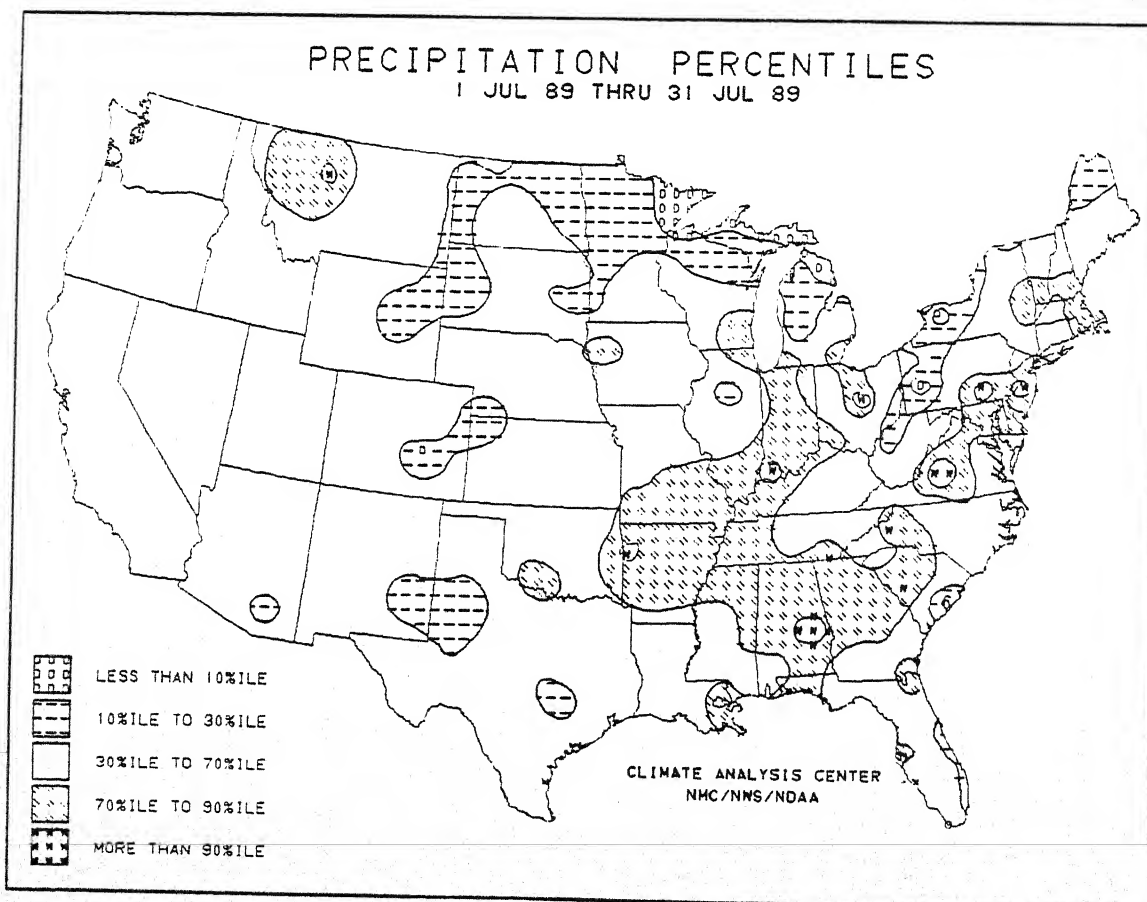 PRECIPITATION PERCENTILES
1 JUL 89 THRU 31 JUL 89
LESS THAN 10%ILE
10%ILE TO 30%ILE
30%ILE TO 70%ILE
70%ILE TO 90%ILE
MORE THAN 90%ILE
CLIMATE ANALYSIS CENTER
NMC/NWS/NOAA